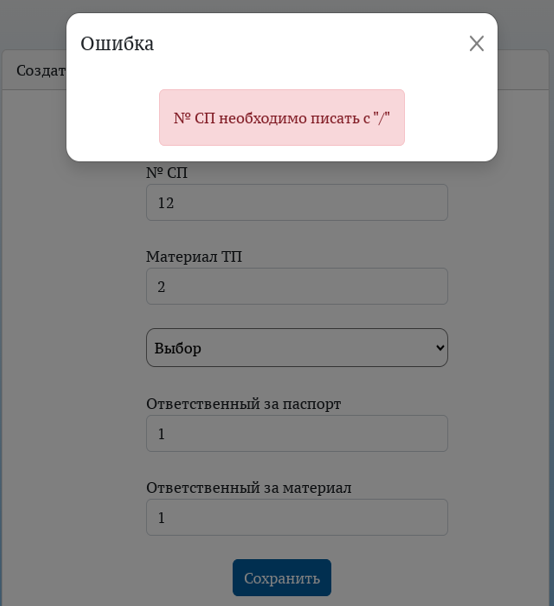 Ошибка
Создат
№ СП необходимо писать с "/"
№ СП
12
Материал ТП
2
Выбор
Ответственный за паспорт
1
Ответственный за материал
1
Сохранить